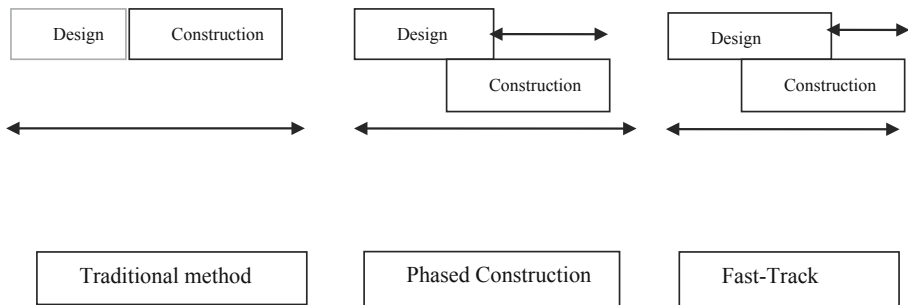 Design
Construction
Design
Construction
Design
Construction
Traditional method
Phased Construction
Fast-Track